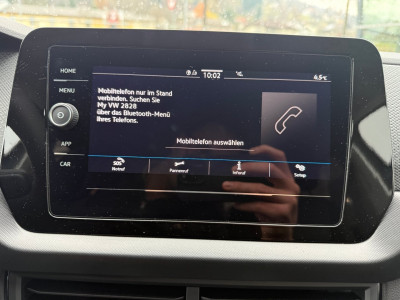 HOME
MENU
APP
CAR
10:02
4.5°C
Mobiltelefon nur im Stand
verbinden. Suchen Sie
My VW 2828
über das Bluetooth-Menü
Ihres Telefons.
Mobiltelefon auswählen
SOS
Notruf
Pannenruf
Inforuf
Setup